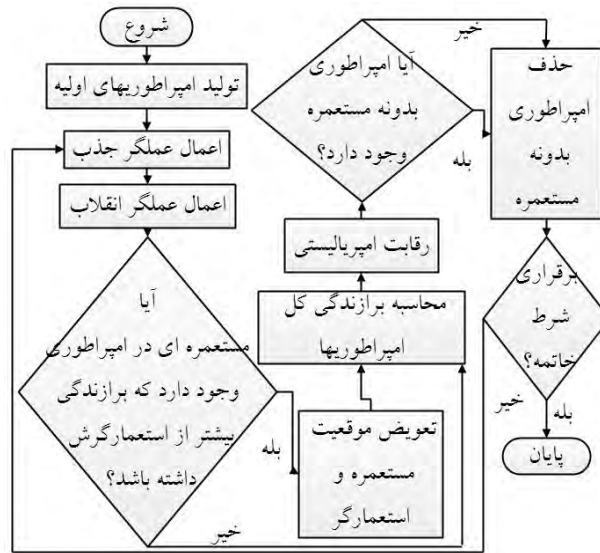 شروع
تولید امپراطوریهای اولیه
اعمال عملگر جذب
اعمال عملگر انقلاب
آیا
مستعمره ای در امپراطوری
وجود دارد که برازندگی
بیشتر از استعمارگرش
داشته باشد؟
بله
خیر
تعویض موقعیت
مستعمره و
استعمارگر
محاسبه برازندگی کل
امپراطوریها
رقابت امپریالیستی
آیا امپراطوری
بدونه مستعمره
وجود دارد؟
خیر
بله
حذف
امپراطوری
بدونه
مستعمره
برقراری
شرط
خاتمه؟
خیر
بله
پایان